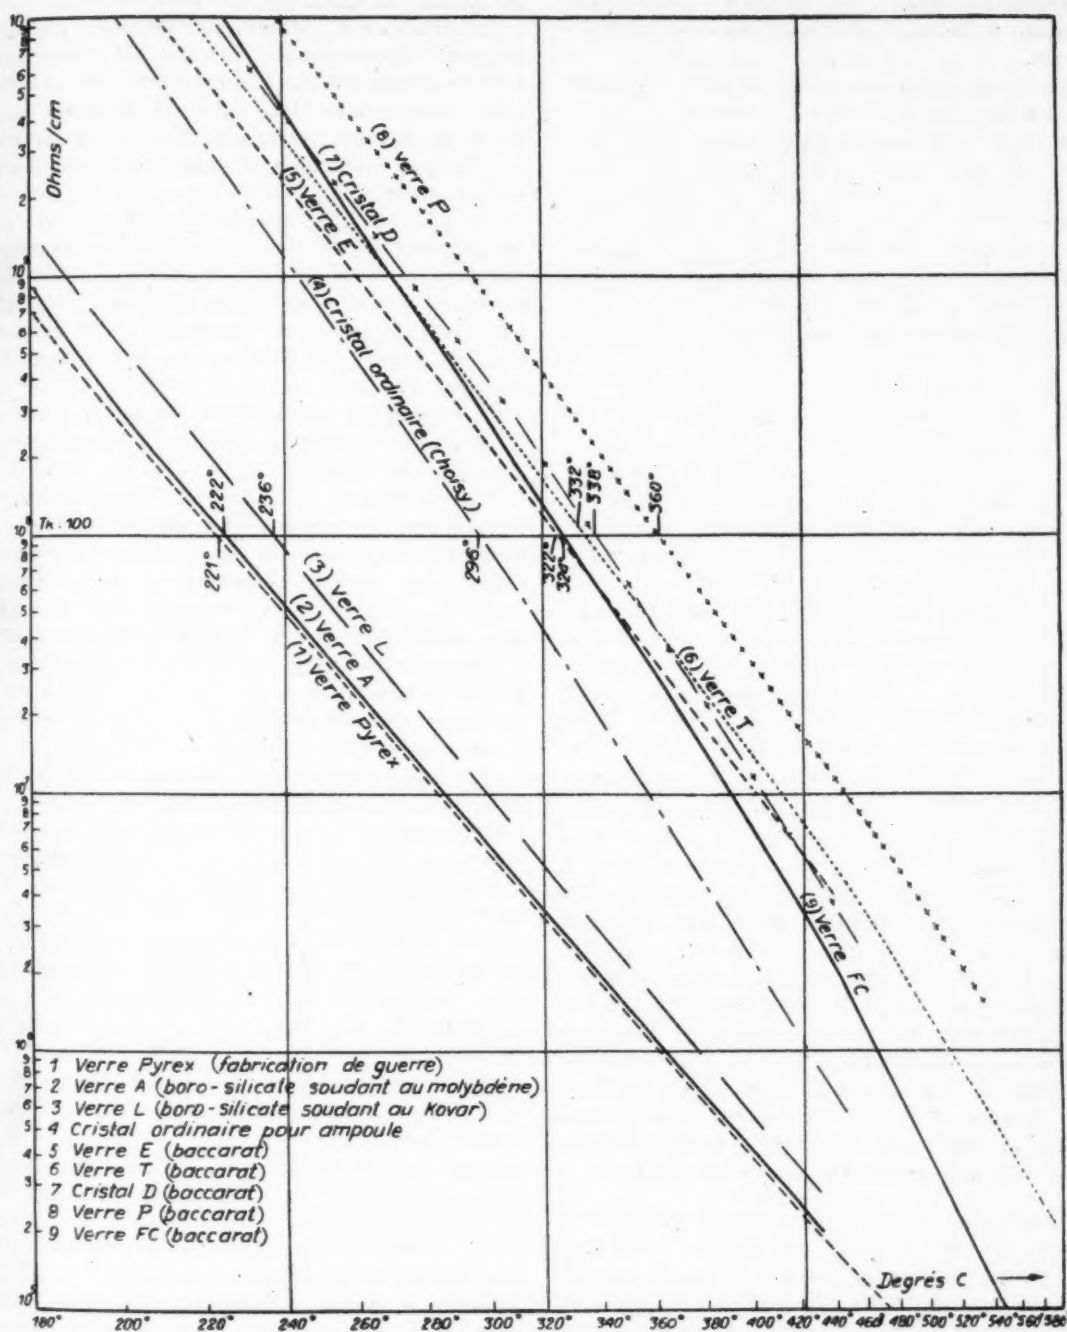 Ohms/cm
(8) Verre P
(7) Cristal D
(5) Verre E
(4) Cristal ordinaire (Choisy)
TK : 100
222°
236°
332°
338°
360°
221°
296°
322°
(3) Verre L
(2) Verre A
(1) Verre Pyrex
(6) Verre T
(9) Verre FC
1 Verre Pyrex (fabrication de guerre)
2 Verre A (boro-silicate soudant au molybdène)
3 Verre L (boro-silicate soudant au Kovar)
4 Cristal ordinaire pour ampoule
5 Verre E (baccarat)
6 Verre T (baccarat)
7 Cristal D (baccarat)
8 Verre P (baccarat)
9 Verre FC (baccarat)
Degrés C
180° 200° 220° 240° 260° 280° 300° 320° 340° 360° 380° 400° 420° 440° 460° 480° 500° 520° 540° 560° 580